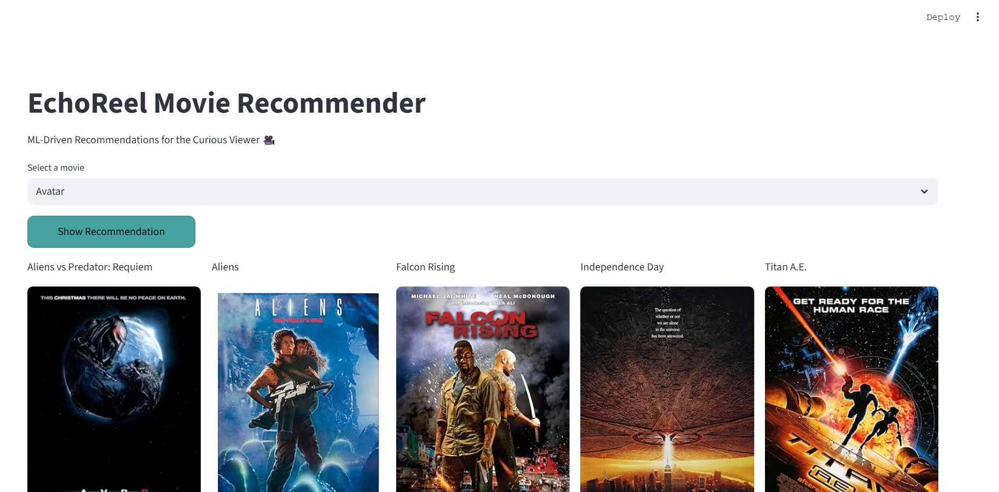 Deploy
EchoReel Movie Recommender
ML-Driven Recommendations for the Curious Viewer
Select a movie
Avatar
Show Recommendation
Aliens vs Predator: Requiem
Aliens
Falcon Rising
Independence Day
Titan A.E.
THIS CHRISTMAS THERE WILL BE NO PEACE ON EARTH.
A V P R
ALIENS
THIS TIME IT'S WAR
MICHAEL JAI WHITE NEAL McDONOUGH
and introducing LAILA ALI
FALCON
RISING
The question of
whether or not
we are alone
in the universe
has been answered.
GET READY FOR THE
HUMAN RACE
TITAN
A.E.